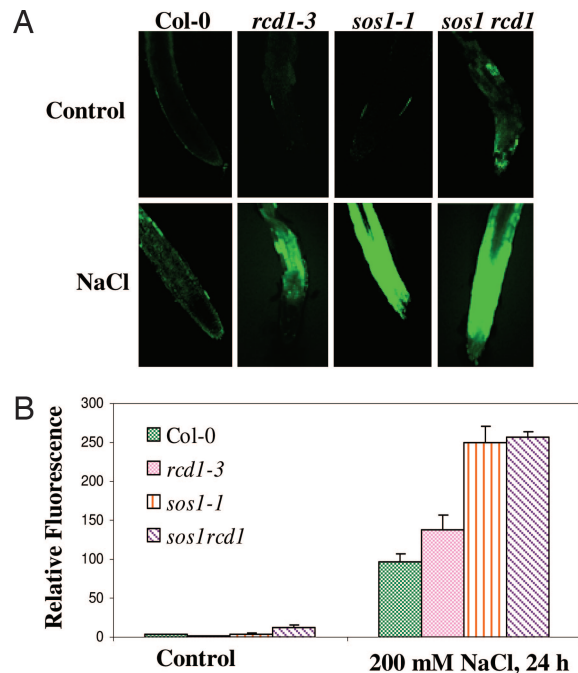 A
Col-0 rcd1-3 sos1-1 sos1 rcd1
Control
NaCl
B
Relative Fluorescence
300
250
200
150
100
50
0
Col-0
rcd1-3
sos1-1
sos1rcd1
Control 200 mM NaCl, 24 h